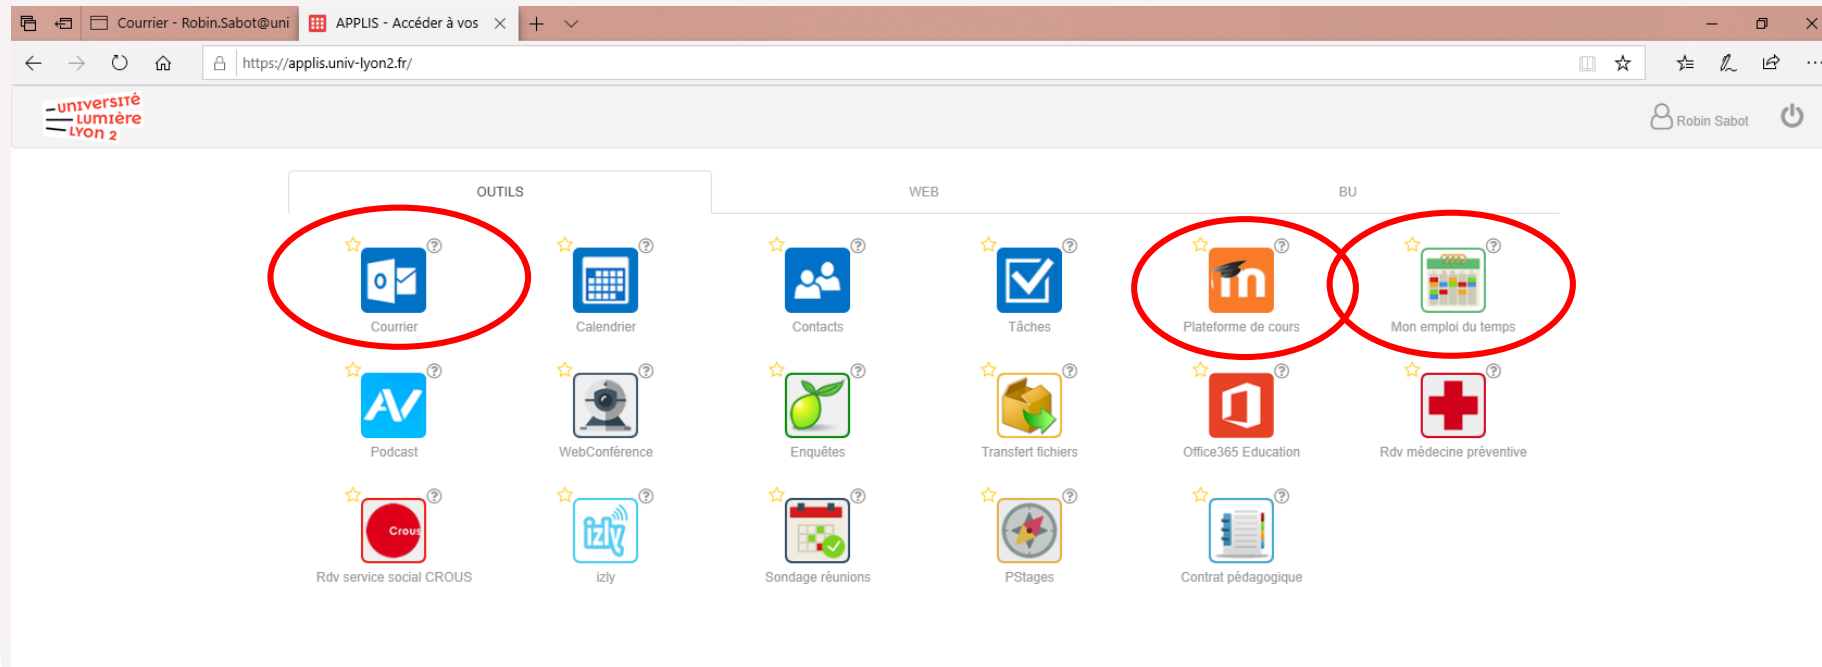 Courrier - Robin.Sabot@uni
APPLIS - Accéder à vos
https://applis.univ-lyon2.fr/
université
Lumière
Lyon 2
Robin Sabot
OUTILS
WEB
BU
Courrier
Calendrier
Contacts
Tâches
Plateforme de cours
Mon emploi du temps
Podcast
WebConférence
Enquêtes
Transfert fichiers
Office365 Education
Rdv médecine préventive
Crous
izly
Rdv service social CROUS
izly
Sondage réunions
PStages
Contrat pédagogique